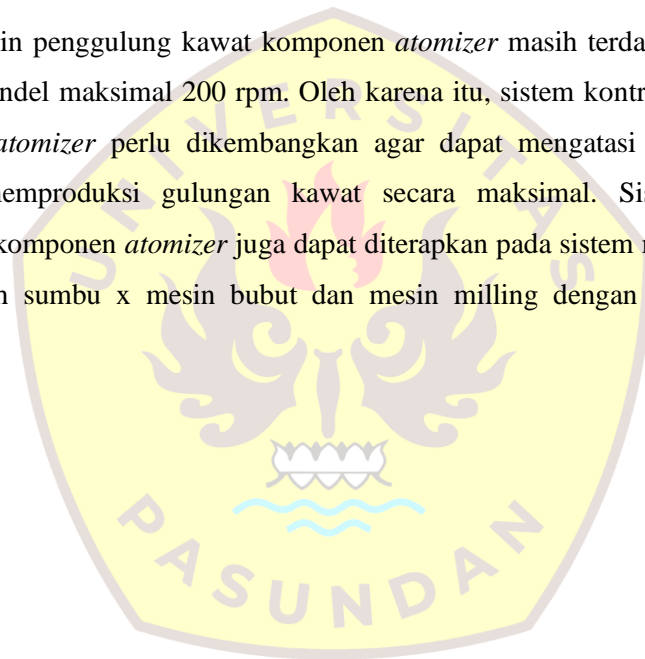 in penggulung kawat komponen atomizer masih terda
ndel maksimal 200 rpm. Oleh karena itu, sistem kontr
atomizer perlu dikembangkan agar dapat mengatasi
memproduksi gulungan kawat secara maksimal. Sis
komponen atomizer juga dapat diterapkan pada sistem
n sumbu x mesin bubut dan mesin milling dengan
UNIVERSITAS
PASUNDAN